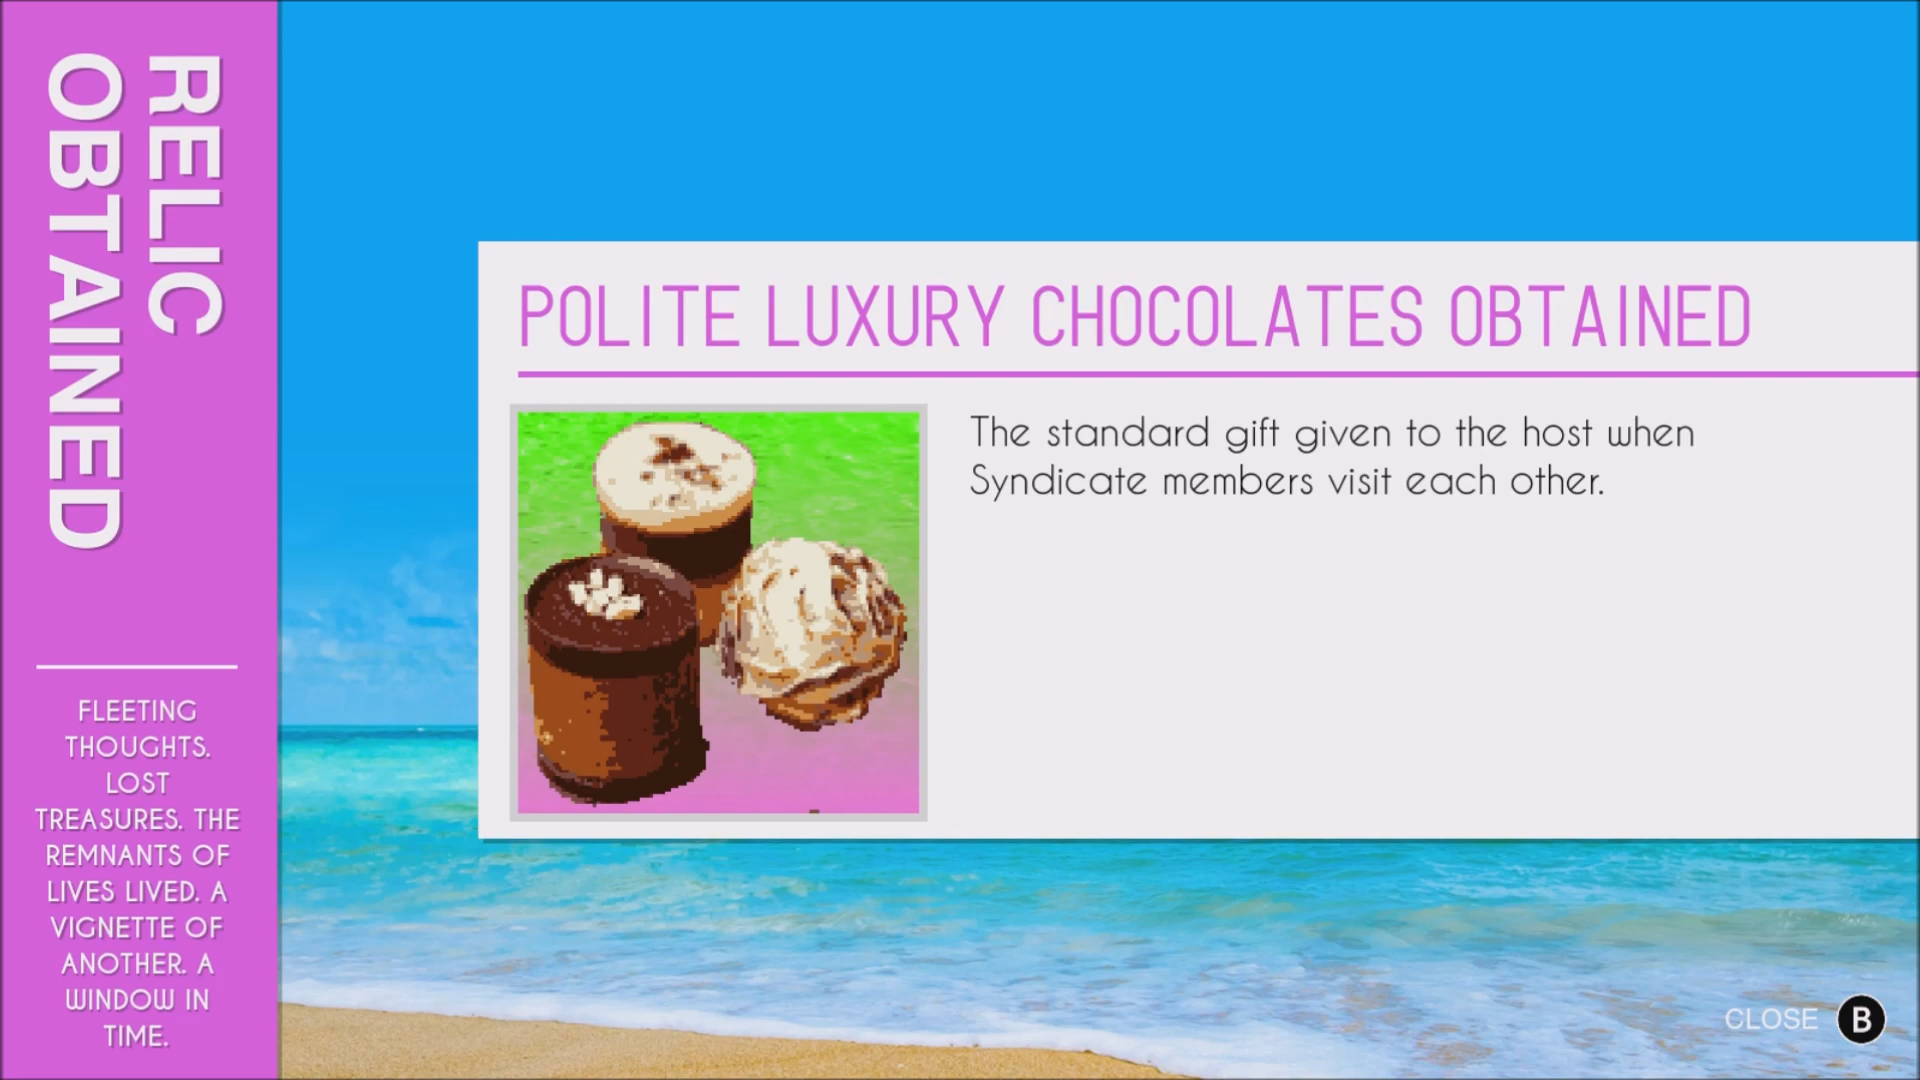 RELIC
OBTAINED
FLEETING
THOUGHTS.
LOST
TREASURES. THE
REMNANTS OF
LIVES LIVED. A
VIGNETTE OF
ANOTHER. A
WINDOW IN
TIME.
POLITE LUXURY CHOCOLATES OBTAINED
The standard gift given to the host when
Syndicate members visit each other.
CLOSE B